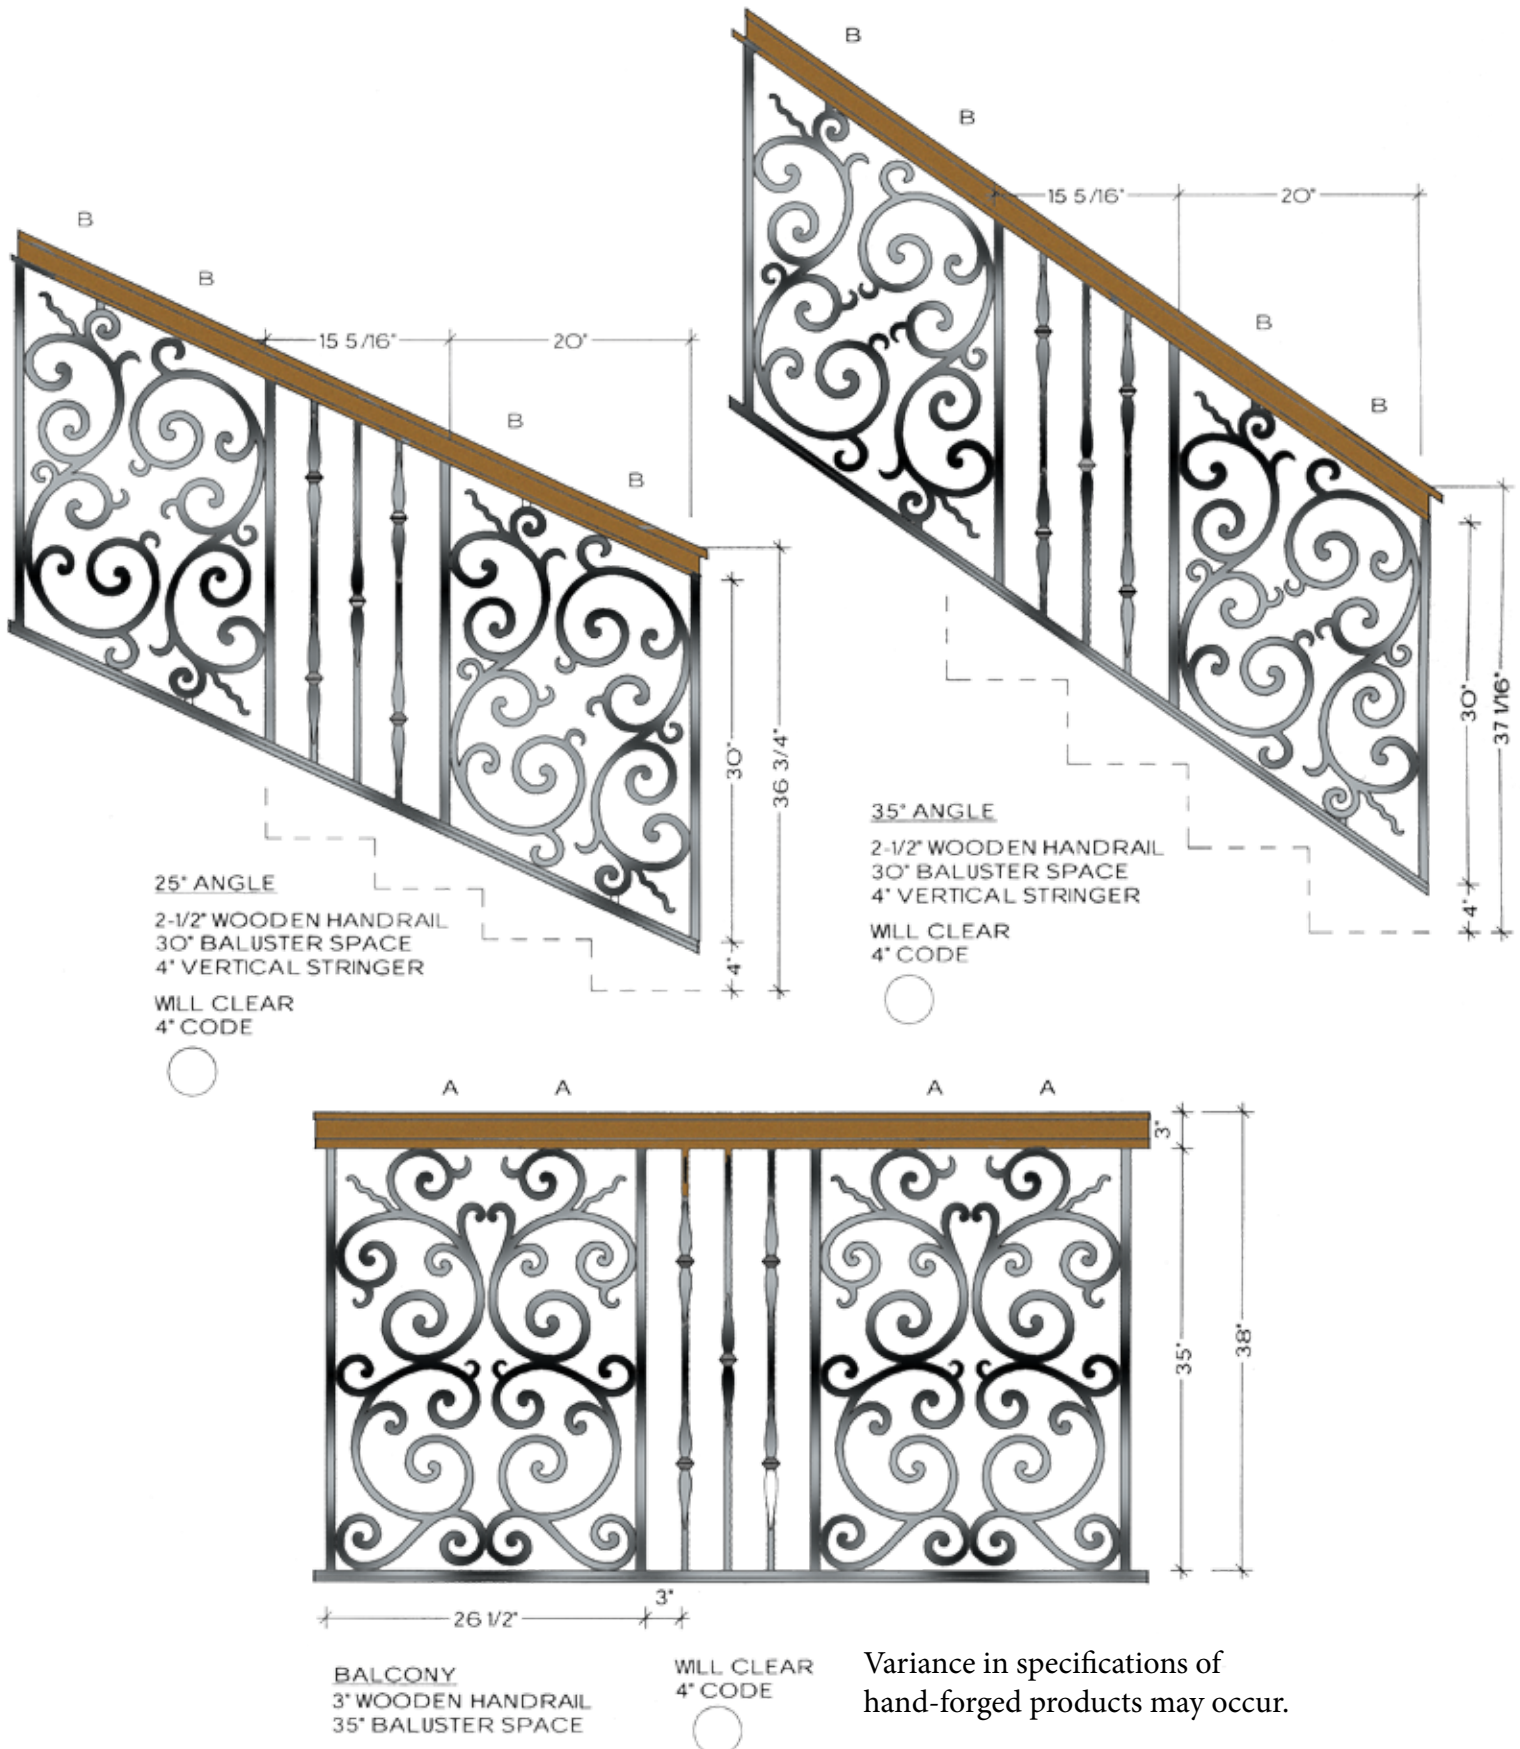 B
B
15 5/16"
20"
B
B
30"
4"
37 1/16"
35° ANGLE
2-1/2" WOODEN HANDRAIL
30" BALUSTER SPACE
4" VERTICAL STRINGER
WILL CLEAR
4" CODE
B
B
15 5/16"
20"
B
B
30"
4"
36 3/4"
25° ANGLE
2-1/2" WOODEN HANDRAIL
30" BALUSTER SPACE
4" VERTICAL STRINGER
WILL CLEAR
4" CODE
A A A A
3"
35"
38"
3"
26 1/2"
BALCONY
3" WOODEN HANDRAIL
35" BALUSTER SPACE
WILL CLEAR
4" CODE
Variance in specifications of
hand-forged products may occur.